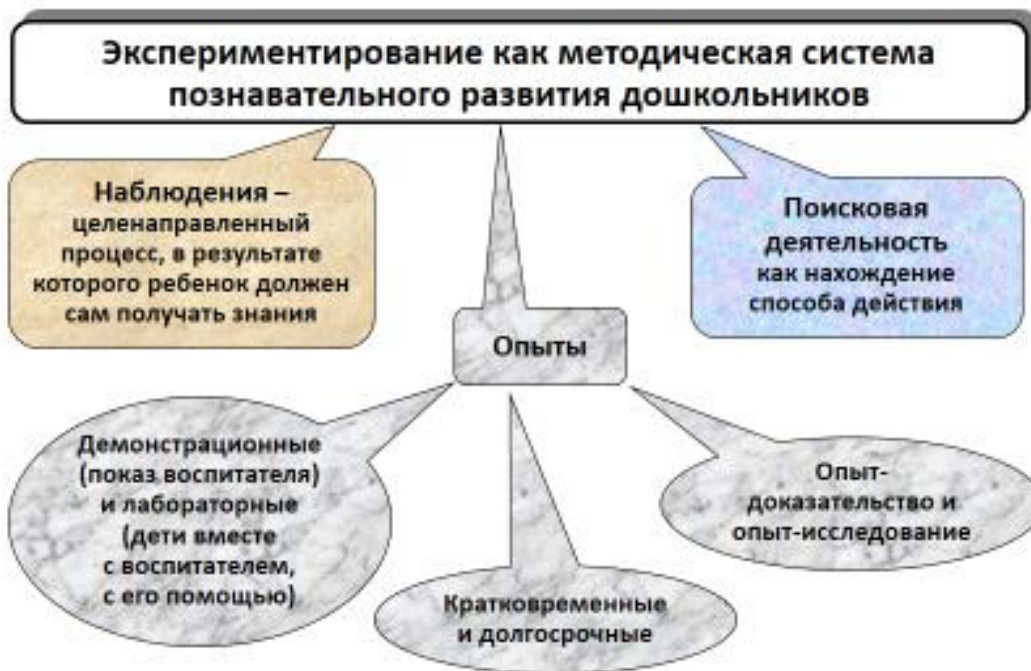 Экспериментирование как методическая система
познавательного развития дошкольников
Наблюдения –
целенаправленный
процесс, в результате
которого ребенок должен
сам получать знания
Поисковая
деятельность
как нахождение
способа действия
Опыты
Демонстрационные
(показ воспитателя)
и лабораторные
(дети вместе
с воспитателем,
с его помощью)
Кратковременные
и долгосрочные
Опыт-
доказательство и
опыт-исследование